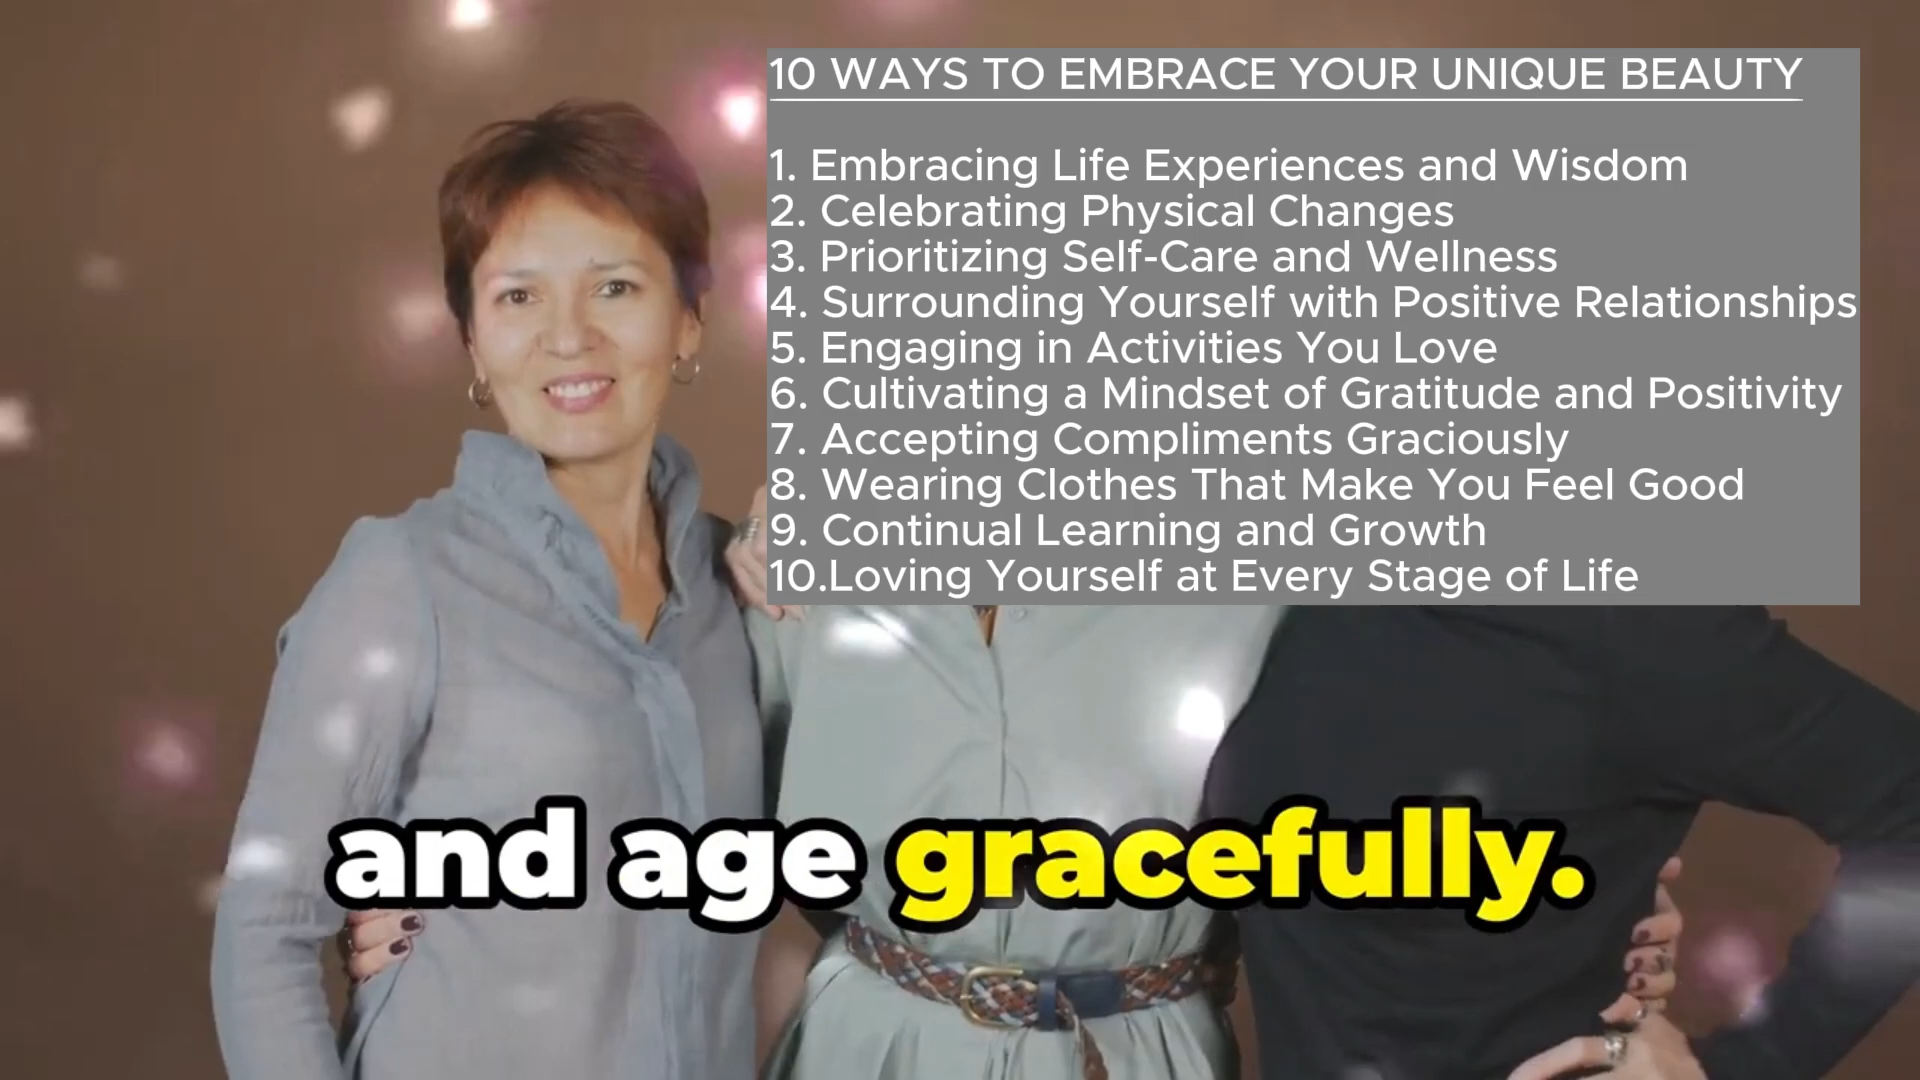 10 WAYS TO EMBRACE YOUR UNIQUE BEAUTY
1. Embracing Life Experiences and Wisdom
2. Celebrating Physical Changes
3. Prioritizing Self-Care and Wellness
4. Surrounding Yourself with Positive Relationships
5. Engaging in Activities You Love
6. Cultivating a Mindset of Gratitude and Positivity
7. Accepting Compliments Graciously
8. Wearing Clothes That Make You Feel Good
9. Continual Learning and Growth
10.Loving Yourself at Every Stage of Life
and age gracefully.